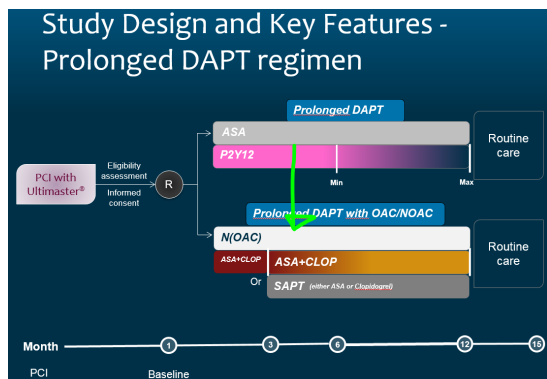 Study Design and Key Features -
Prolonged DAPT regimen
Prolonged DAPT
ASA
P2Y12
Min
Max
Routine
care
PCI with
Ultimaster®
Eligibility
assessment
Informed
consent
R
Prolonged DAPT with OAC/NOAC
N(OAC)
ASA+CLOP
ASA+CLOP
Or
SAPT (either ASA or Clopidogrel)
Routine
care
Month
1
3
6
12
15
PCI
Baseline